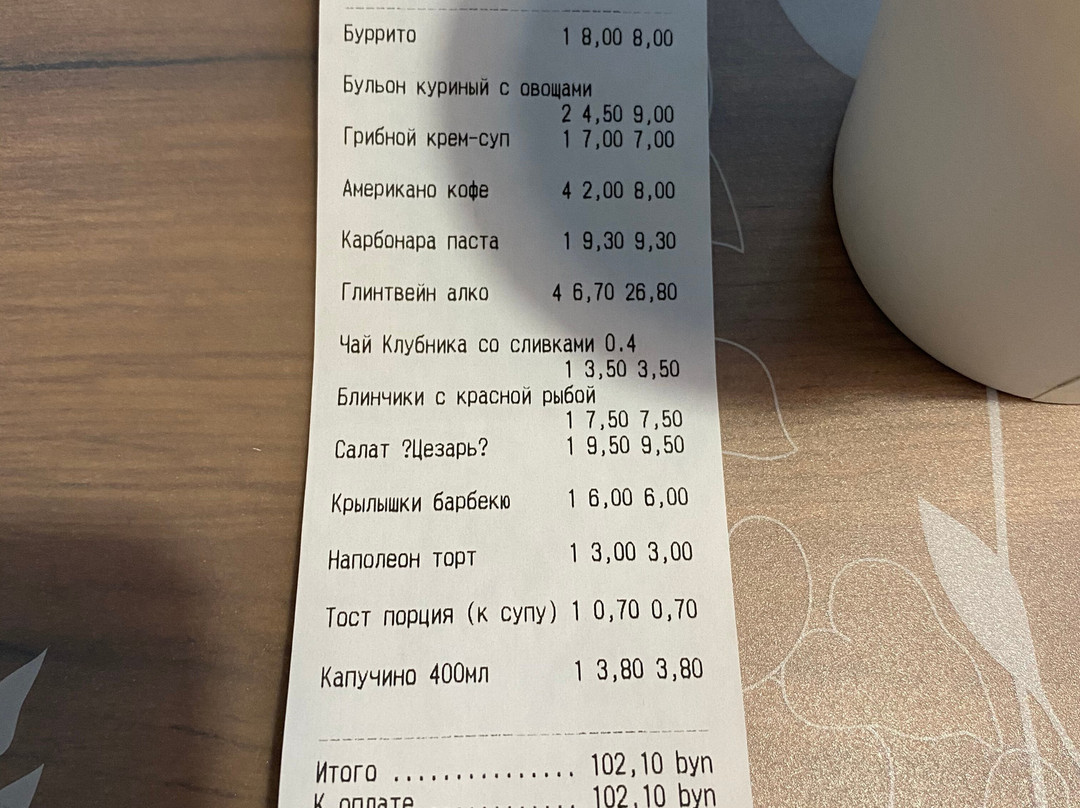 Буррито 1 8,00 8,00
Бульон куриный с овощами
2 4,50 9,00
Грибной крем-суп 1 7,00 7,00
Американо кофе 4 2,00 8,00
Карбонара паста 1 9,30 9,30
Глинтвейн алко 4 6,70 26,80
Чай Клубника со сливками 0.4
1 3,50 3,50
Блинчики с красной рыбой
1 7,50 7,50
Салат ?Цезарь? 1 9,50 9,50
Крылышки барбекю 1 6,00 6,00
Наполеон торт 1 3,00 3,00
Тост порция (к супу) 1 0,70 0,70
Капучино 400мл 1 3,80 3,80
Итого ............... 102,10 byn
К оплате ............ 102,10 byn